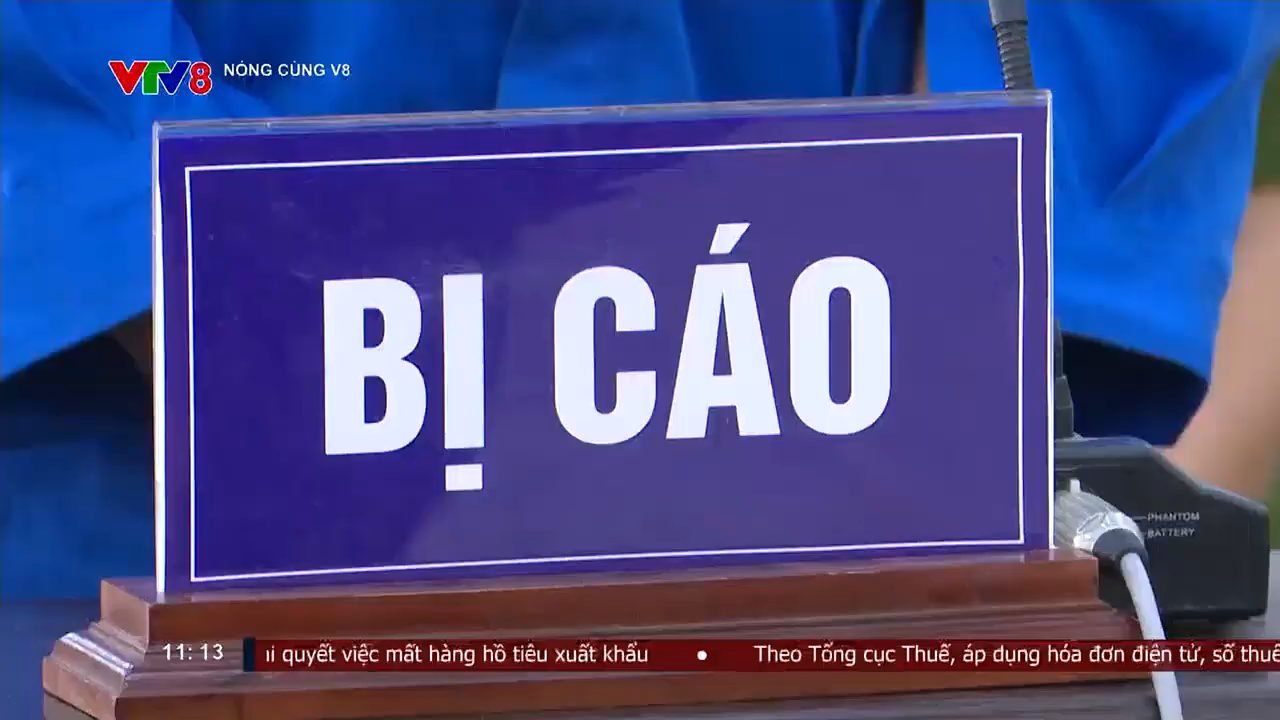 VTV8 NÓNG CÙNG V8
BỊ CÁO
PHANTOM
BATTERY
11:13 quyết việc mất hàng hồ tiêu xuất khẩu • Theo Tổng cục Thuế, áp dụng hóa đơn điện tử, số thuế